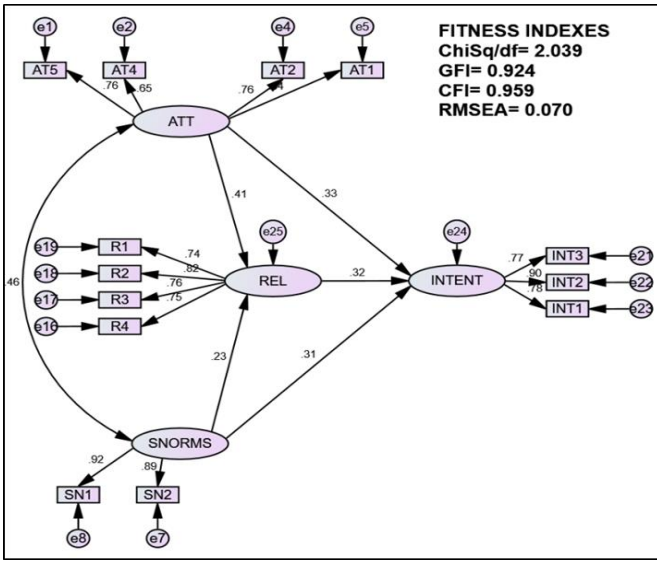 e1
e2
e4
e5
FITNESS INDEXES
ChiSq/df= 2.039
GFI= 0.924
CFI= 0.959
RMSEA= 0.070
AT5
AT4
AT2
AT1
.76
.65
.76
ATT
.41
.33
e19
R1
.74
e25
e24
INT3
e21
.77
e18
R2
.82
REL
.32
INTENT
.90
INT2
e22
.46
e17
R3
.76
.78
INT1
e23
e16
R4
.75
.23
.31
SNORMS
.92
.89
SN1
SN2
e8
e7